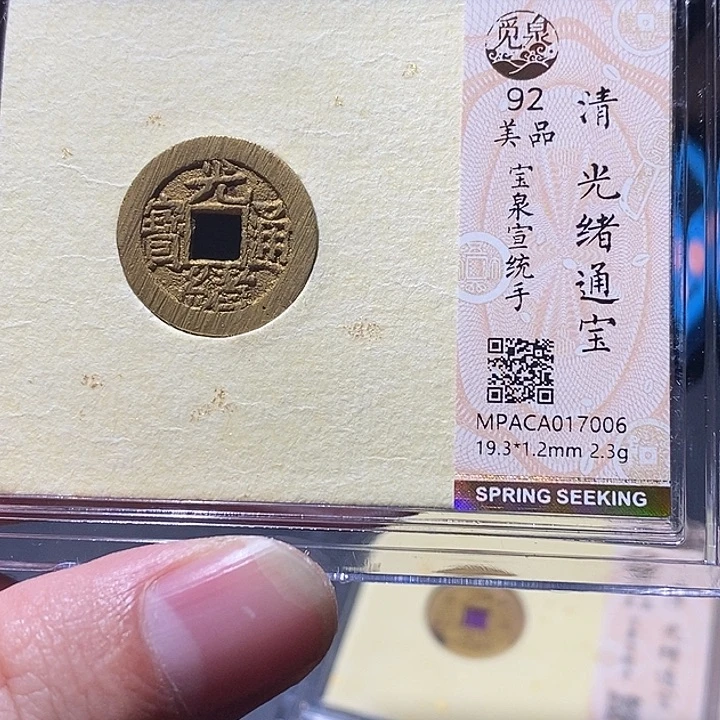 光緒通寶
觅泉
92
美品
清 光绪通宝
宝泉宣统手
MPACA017006
19.3*1.2mm 2.3g
SPRING SEEKING